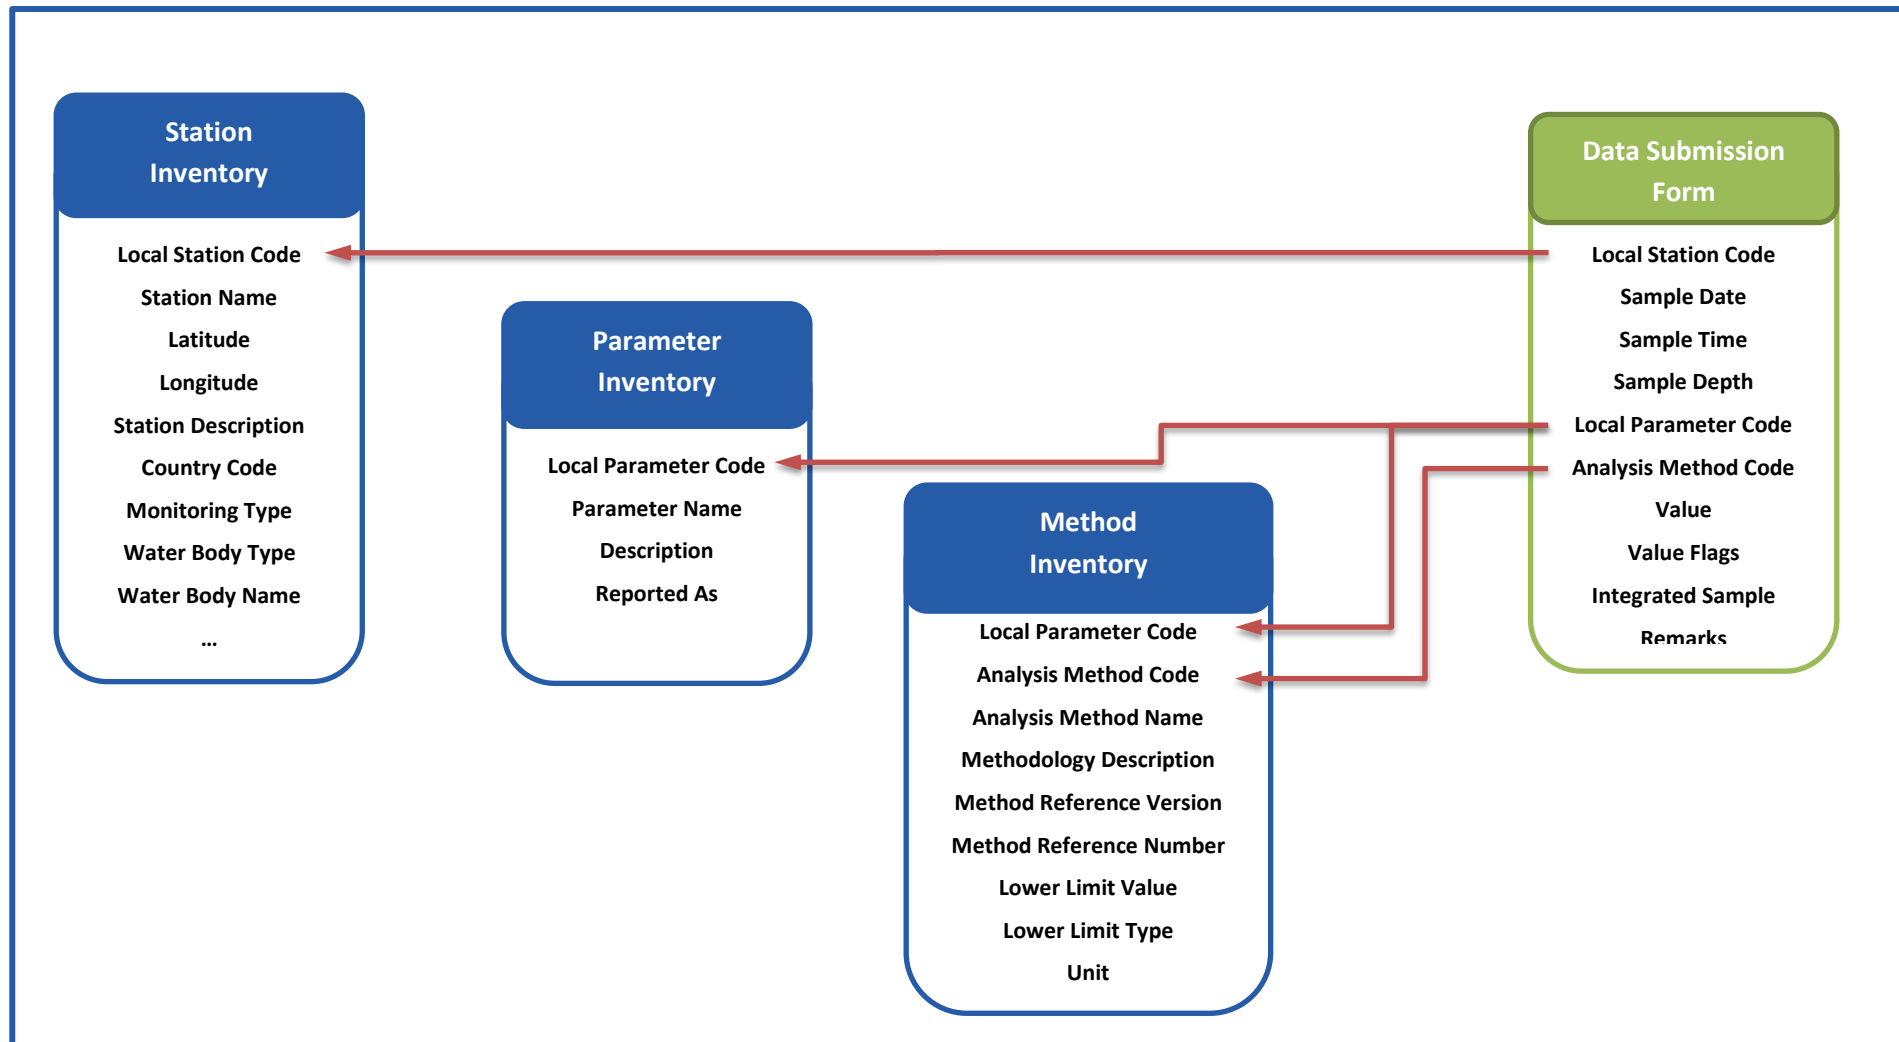 Station
Inventory
Local Station Code
Station Name
Latitude
Longitude
Station Description
Country Code
Monitoring Type
Water Body Type
Water Body Name
...
Parameter
Inventory
Local Parameter Code
Parameter Name
Description
Reported As
Method
Inventory
Local Parameter Code
Analysis Method Code
Analysis Method Name
Methodology Description
Method Reference Version
Method Reference Number
Lower Limit Value
Lower Limit Type
Unit
Data Submission
Form
Local Station Code
Sample Date
Sample Time
Sample Depth
Local Parameter Code
Analysis Method Code
Value
Value Flags
Integrated Sample
Remarks